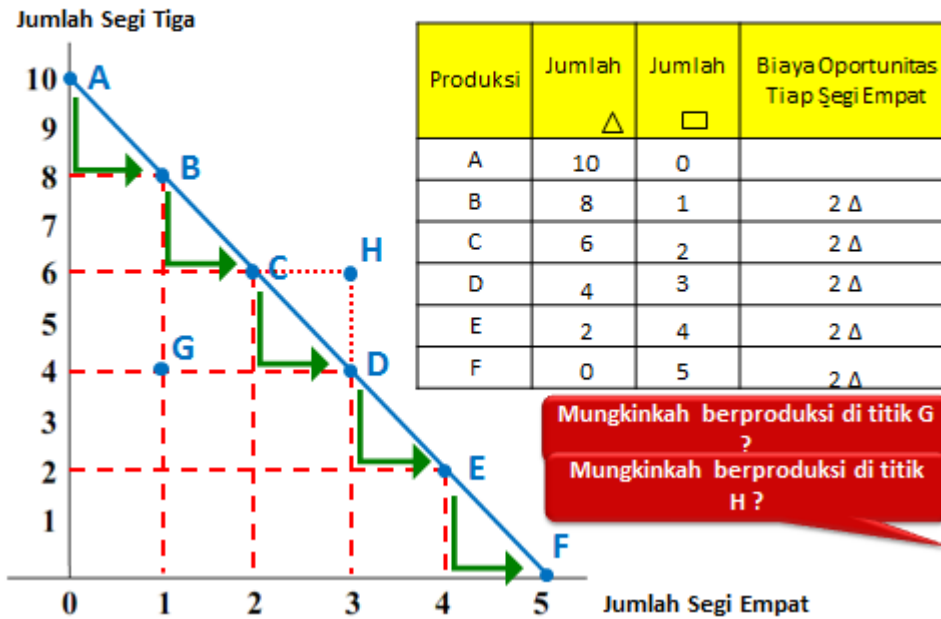 Jumlah Segi Tiga
10
9
8
7
6
5
4
3
2
1
0 1 2 3 4 5
Jumlah Segi Empat
A
B
C
H
G
D
E
F
Produksi Jumlah △ Jumlah ▭ Biaya Oportunitas
Tiap Segi Empat
A 10 0
B 8 1 2 Δ
C 6 2 2 Δ
D 4 3 2 Δ
E 2 4 2 Δ
F 0 5 2 Δ
Mungkinkah berproduksi di titik G
?
Mungkinkah berproduksi di titik
H ?